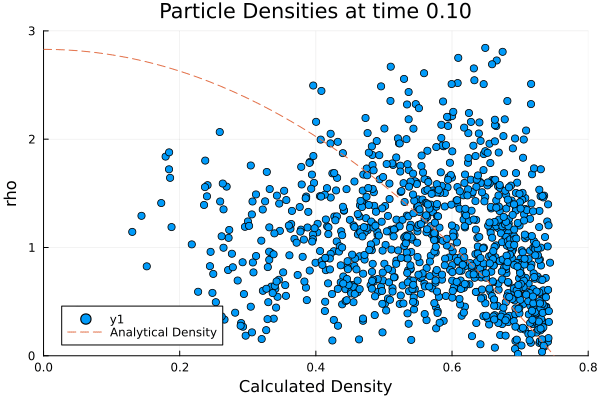 Particle Densities at time 0.10
rho
3
2
1
0
y1
Analytical Density
0.0 0.2 0.4 0.6 0.8
Calculated Density